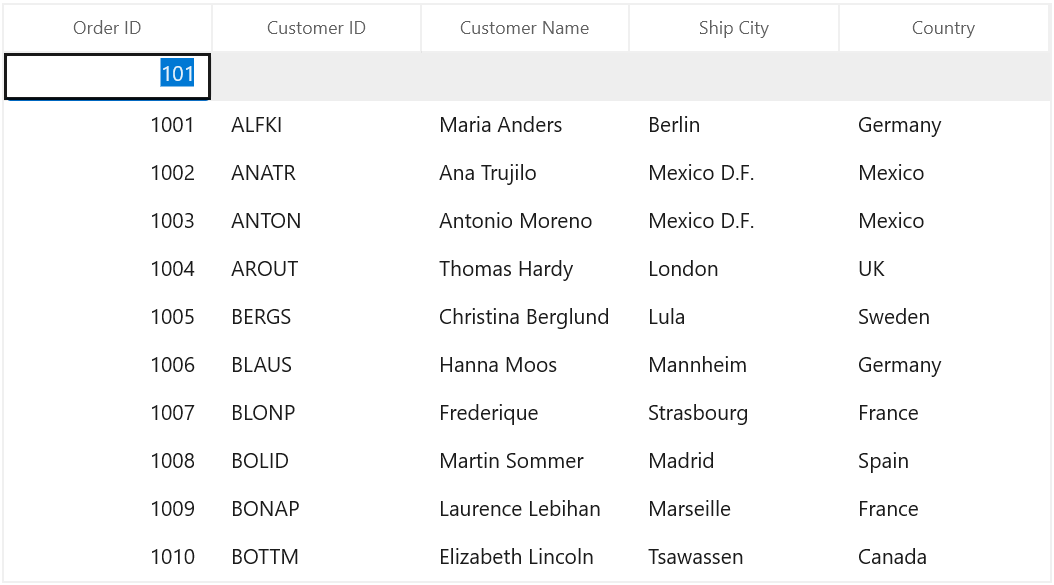 Order ID Customer ID Customer Name Ship City Country
101
1001 ALFKI Maria Anders Berlin Germany
1002 ANATR Ana Trujilo Mexico D.F. Mexico
1003 ANTON Antonio Moreno Mexico D.F. Mexico
1004 AROUT Thomas Hardy London UK
1005 BERGS Christina Berglund Lula Sweden
1006 BLAUS Hanna Moos Mannheim Germany
1007 BLONP Frederique Strasbourg France
1008 BOLID Martin Sommer Madrid Spain
1009 BONAP Laurence Lebihan Marseille France
1010 BOTTM Elizabeth Lincoln Tsawassen Canada